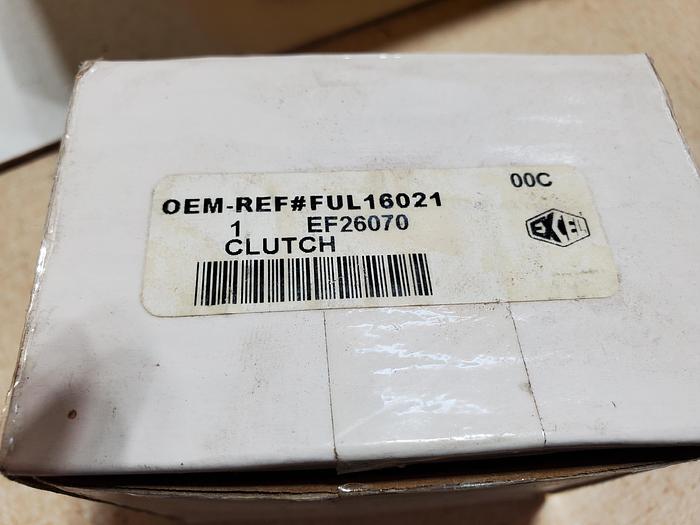 00C
OEM-REF#FUL16021
1 EF26070
CLUTCH
EXCEL